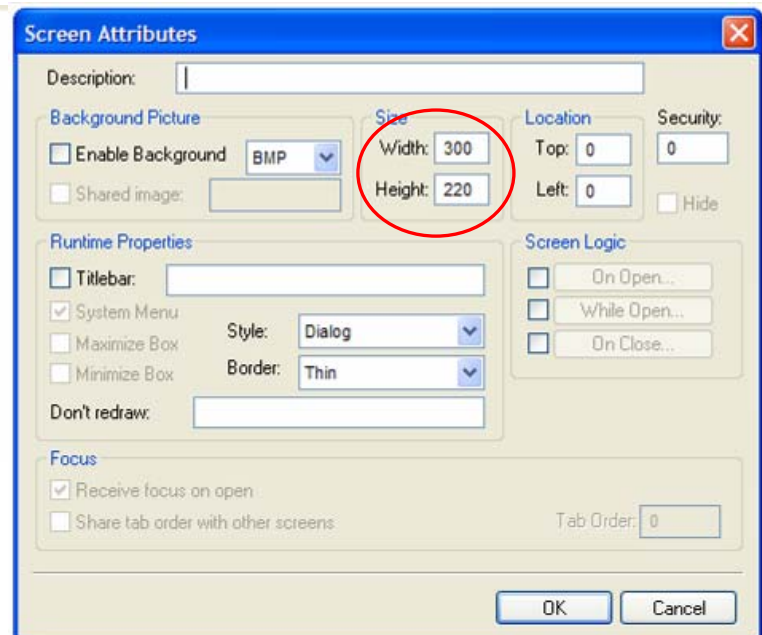 Screen Attributes
Description:
Background Picture
Size
Location
Security:
Enable Background
BMP
Width: 300
Top: 0
0
Shared image:
Height: 220
Left: 0
Hide
Runtime Properties
Screen Logic
Titlebar:
On Open...
System Menu
While Open...
Style: Dialog
Maximize Box
On Close...
Border: Thin
Minimize Box
Don't redraw:
Focus
Receive focus on open
Share tab order with other screens
Tab Order: 0
OK
Cancel